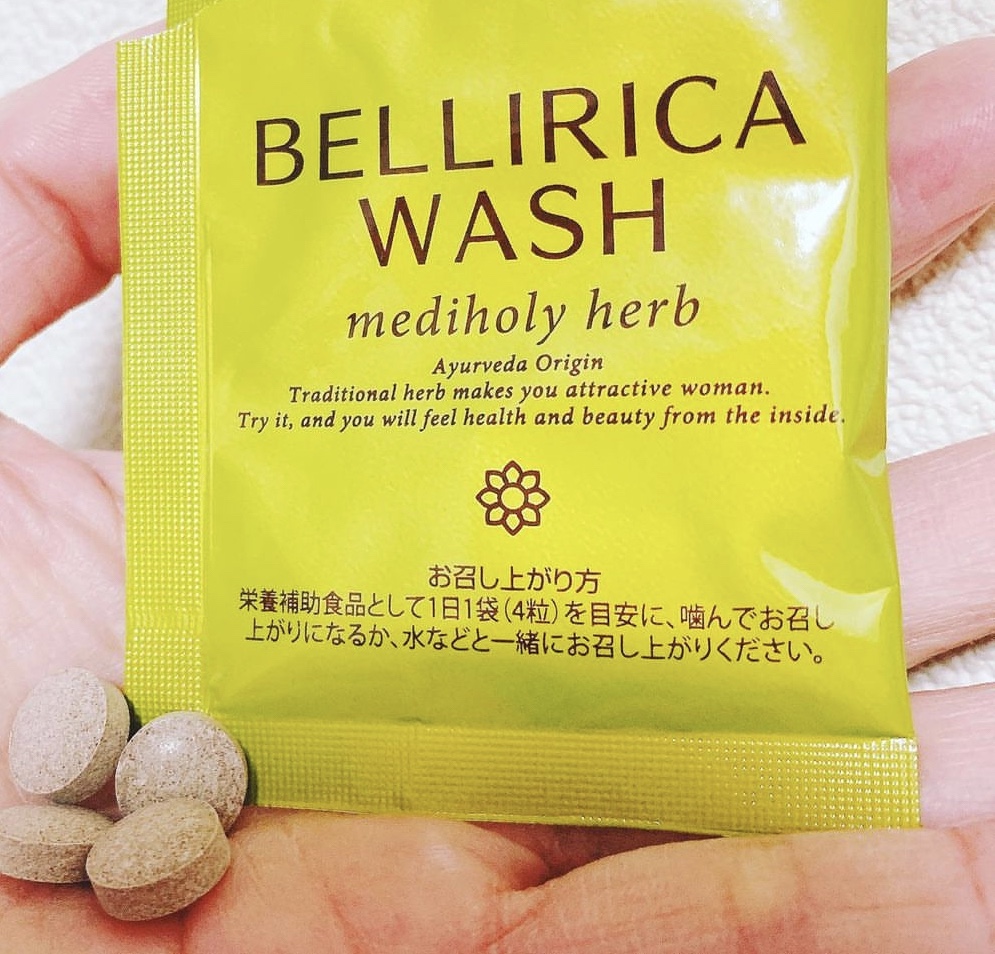 BELLIRICA
WASH
mediholy herb
Ayurveda Origin
Traditional herb makes you attractive woman.
Try it, and you will feel health and beauty from the inside.
お召し上がり方
栄養補助食品として1日1袋(4粒)を目安に、噛んでお召し
上がりになるか、水などと一緒にお召し上がりください。